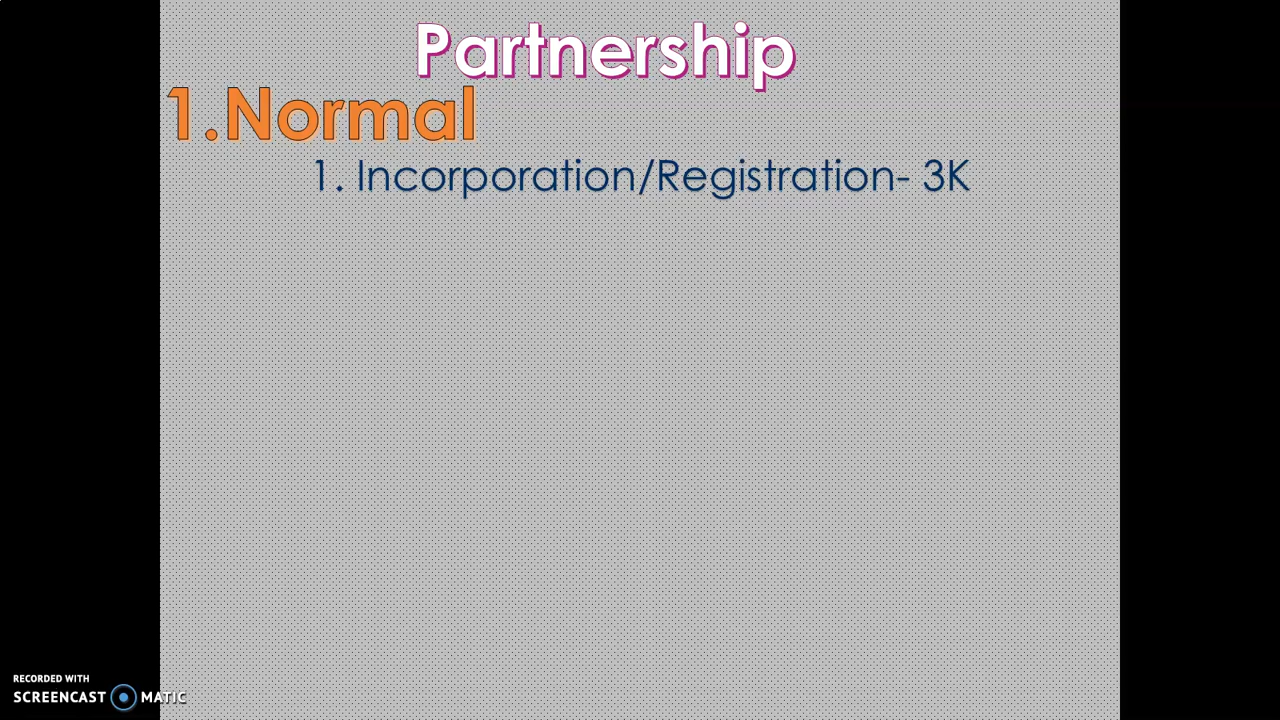 Partnership
1.Normal
1. Incorporation/Registration- 3K
RECORDED WITH
SCREENCAST MATIC